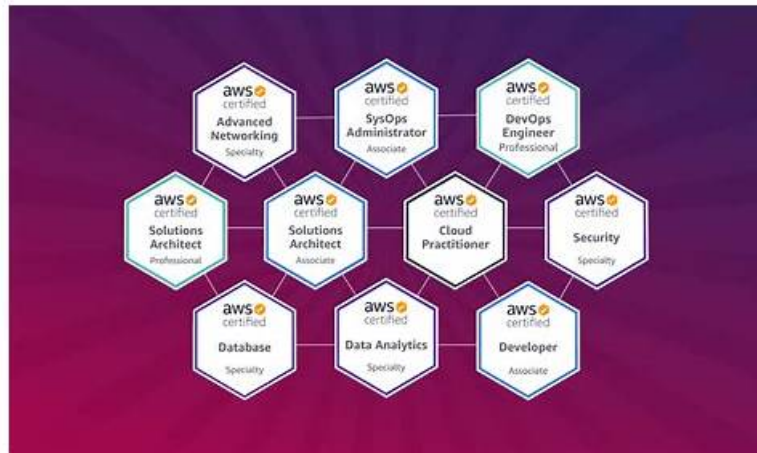 aws
certified
Advanced
Networking
Specialty
aws
certified
SysOps
Administrator
Associate
aws
certified
DevOps
Engineer
Professional
aws
certified
Solutions
Architect
Professional
aws
certified
Solutions
Architect
Associate
aws
certified
Cloud
Practitioner
aws
certified
Security
Specialty
aws
certified
Database
Specialty
aws
certified
Data Analytics
Specialty
aws
certified
Developer
Associate